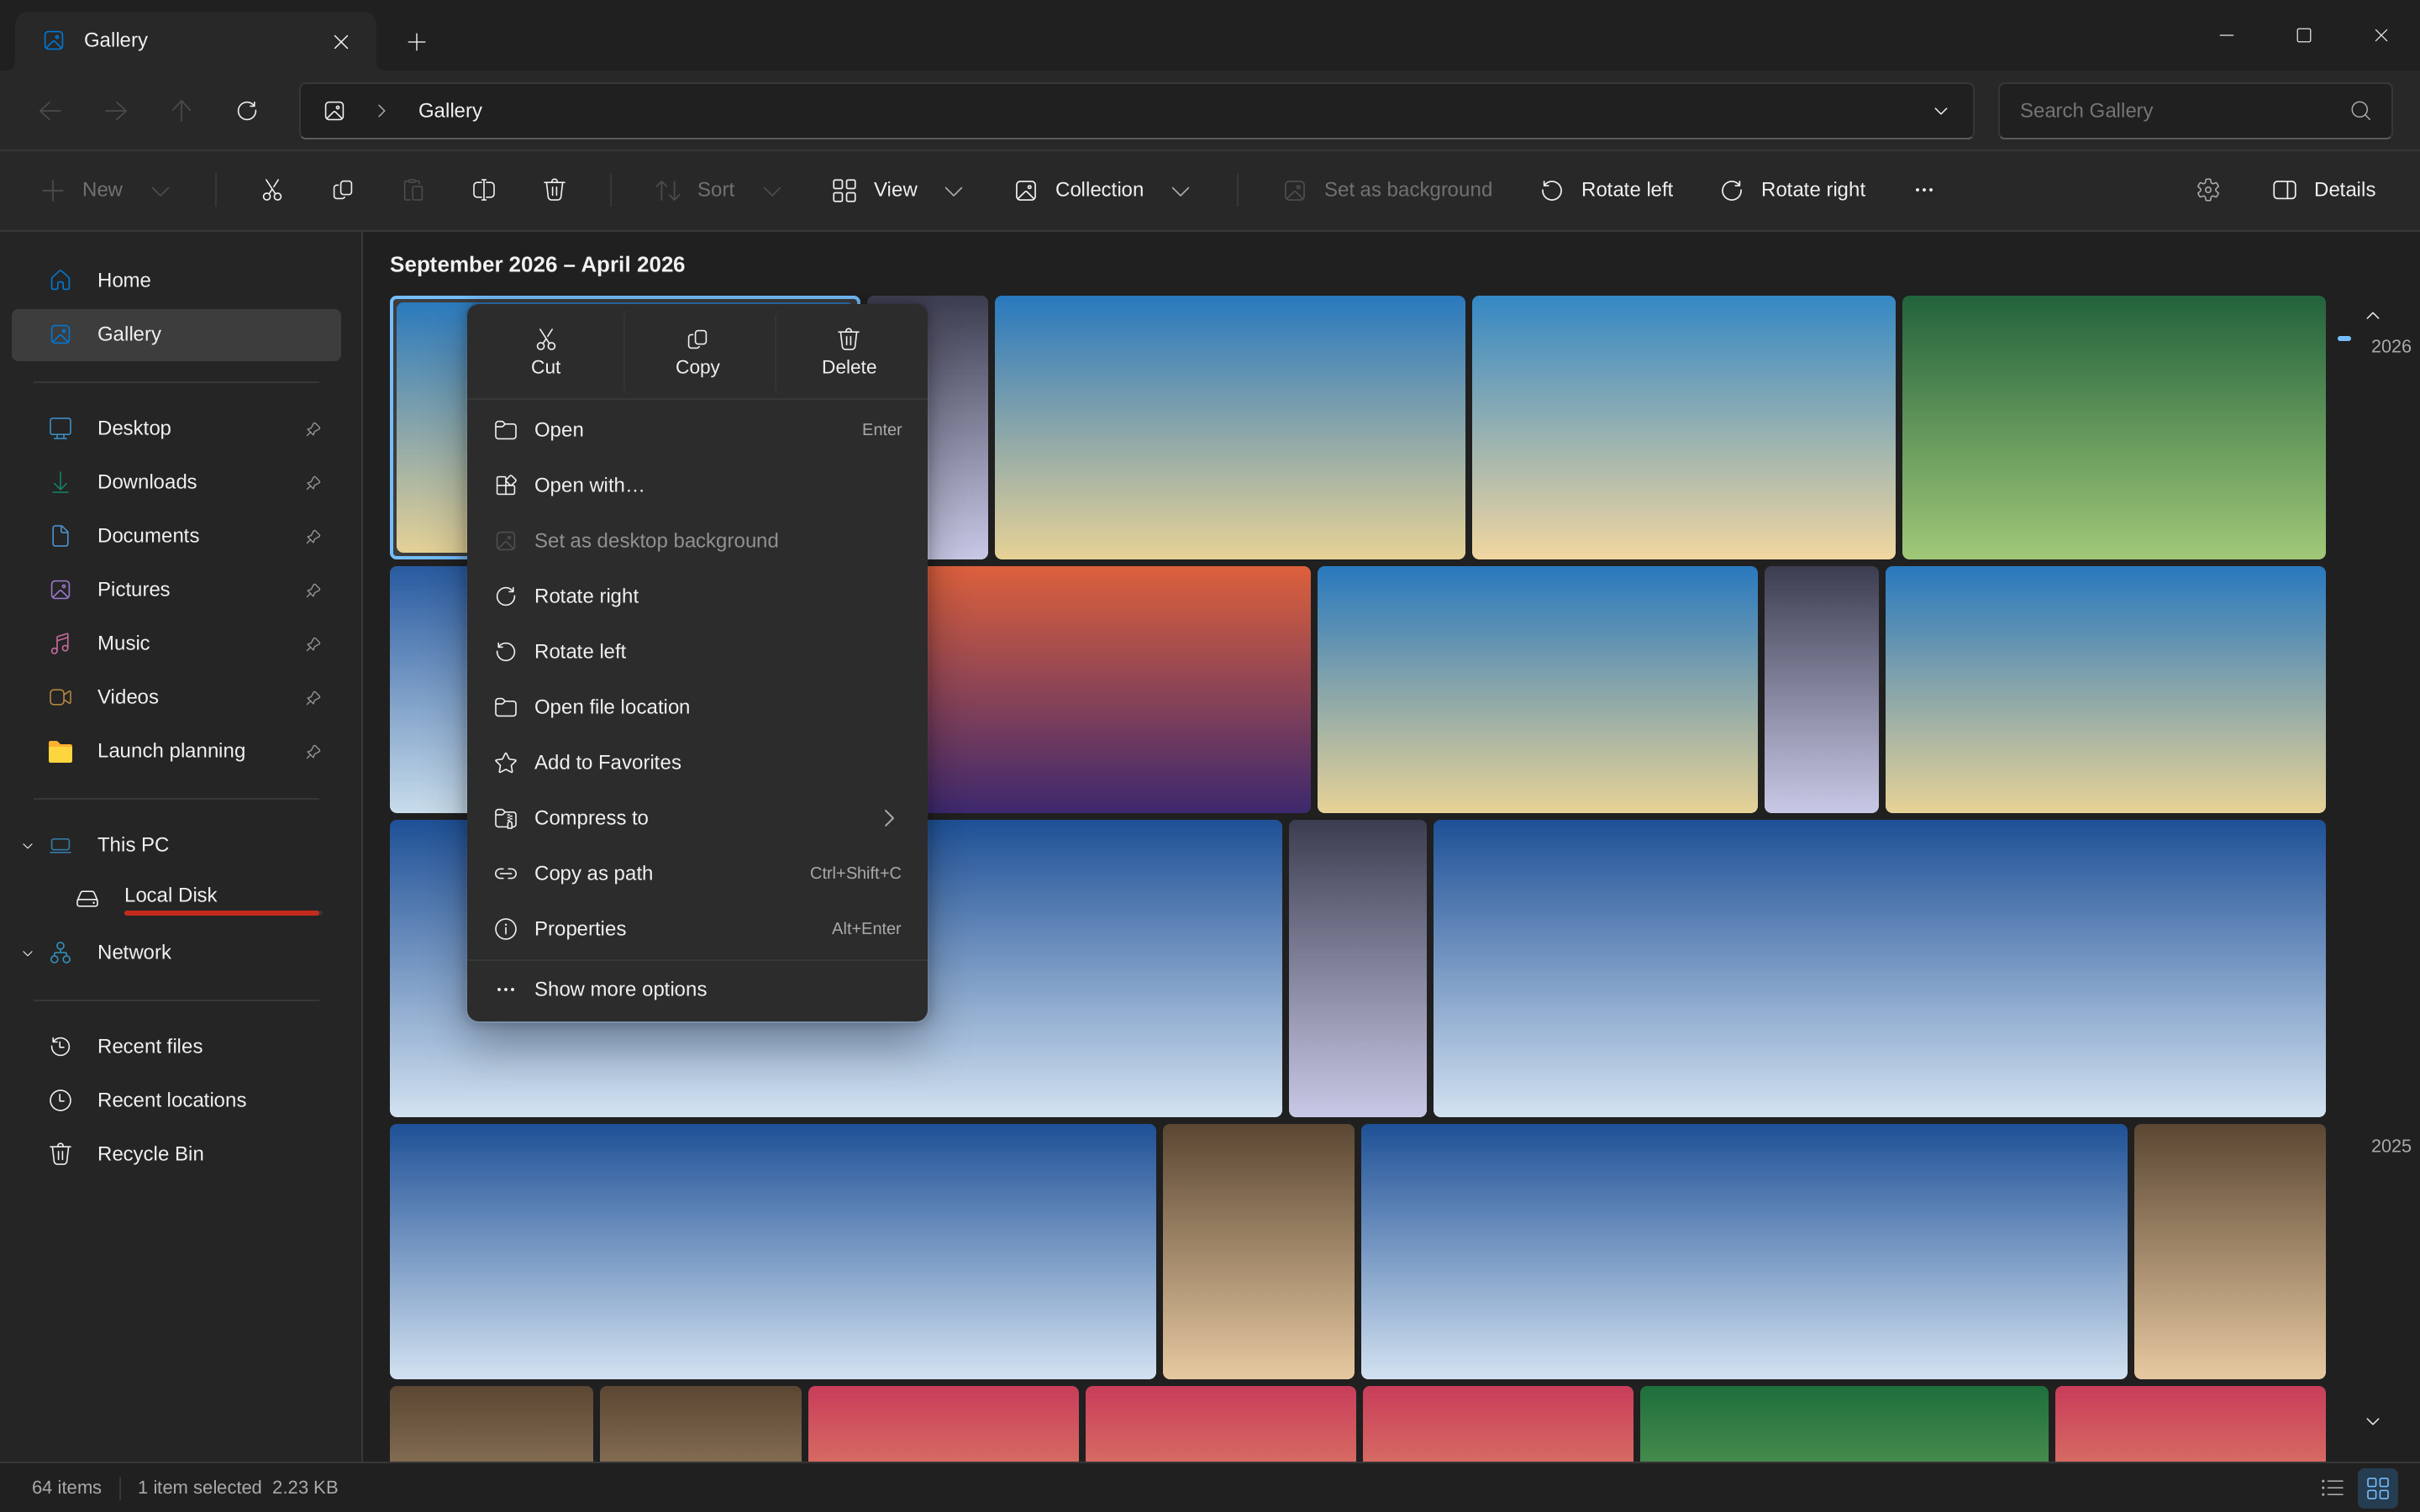 Gallery
Gallery
Search Gallery
New
Sort
View
Collection
Set as background
Rotate left
Rotate right
Details
Home
Gallery
Desktop
Downloads
Documents
Pictures
Music
Videos
Launch planning
This PC
Local Disk
Network
Recent files
Recent locations
Recycle Bin
September 2026 – April 2026
Cut
Copy
Delete
Open Enter
Open with…
Set as desktop background
Rotate right
Rotate left
Open file location
Add to Favorites
Compress to
Copy as path Ctrl+Shift+C
Properties Alt+Enter
Show more options
2026
2025
64 items
1 item selected 2.23 KB